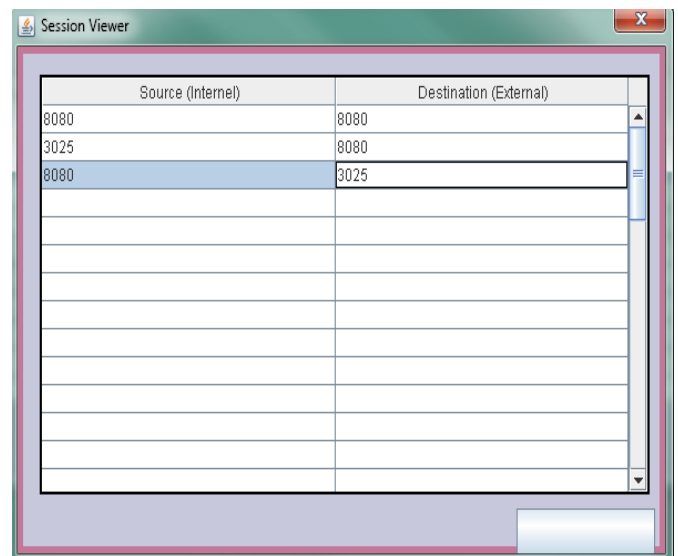 Session Viewer
X
Source (Internel) Destination (External)
8080 8080
3025 8080
8080 3025